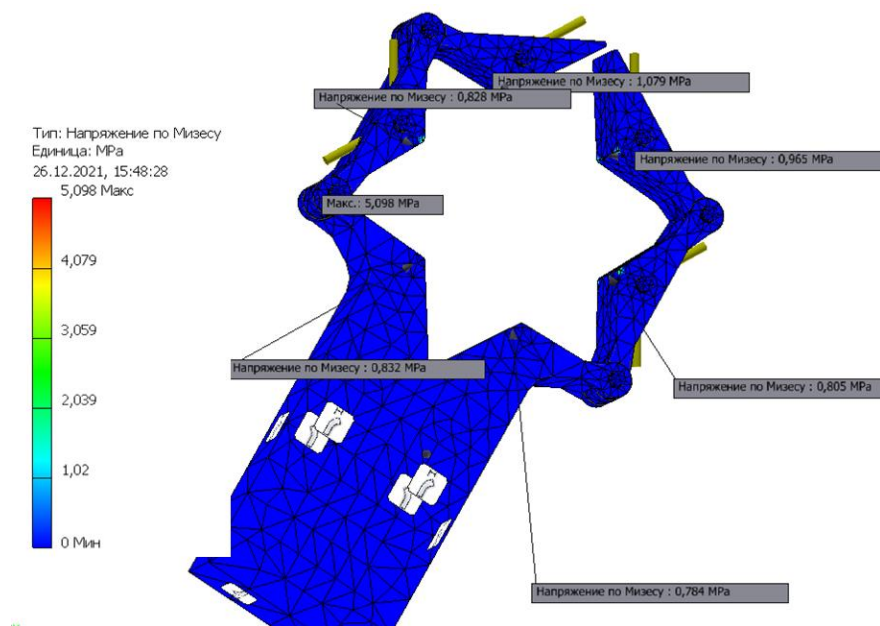 Напряжение по Мизесу : 1,079 MPa
Напряжение по Мизесу : 0,828 MPa
Тип: Напряжение по Мизесу
Единица: MPa
26.12.2021, 15:48:28
5,098 Макс
4,079
3,059
2,039
1,02
0 Мин
Напряжение по Мизесу : 0,965 MPa
Макс.: 5,098 MPa
Напряжение по Мизесу : 0,832 MPa
Напряжение по Мизесу : 0,805 MPa
Напряжение по Мизесу : 0,784 MPa